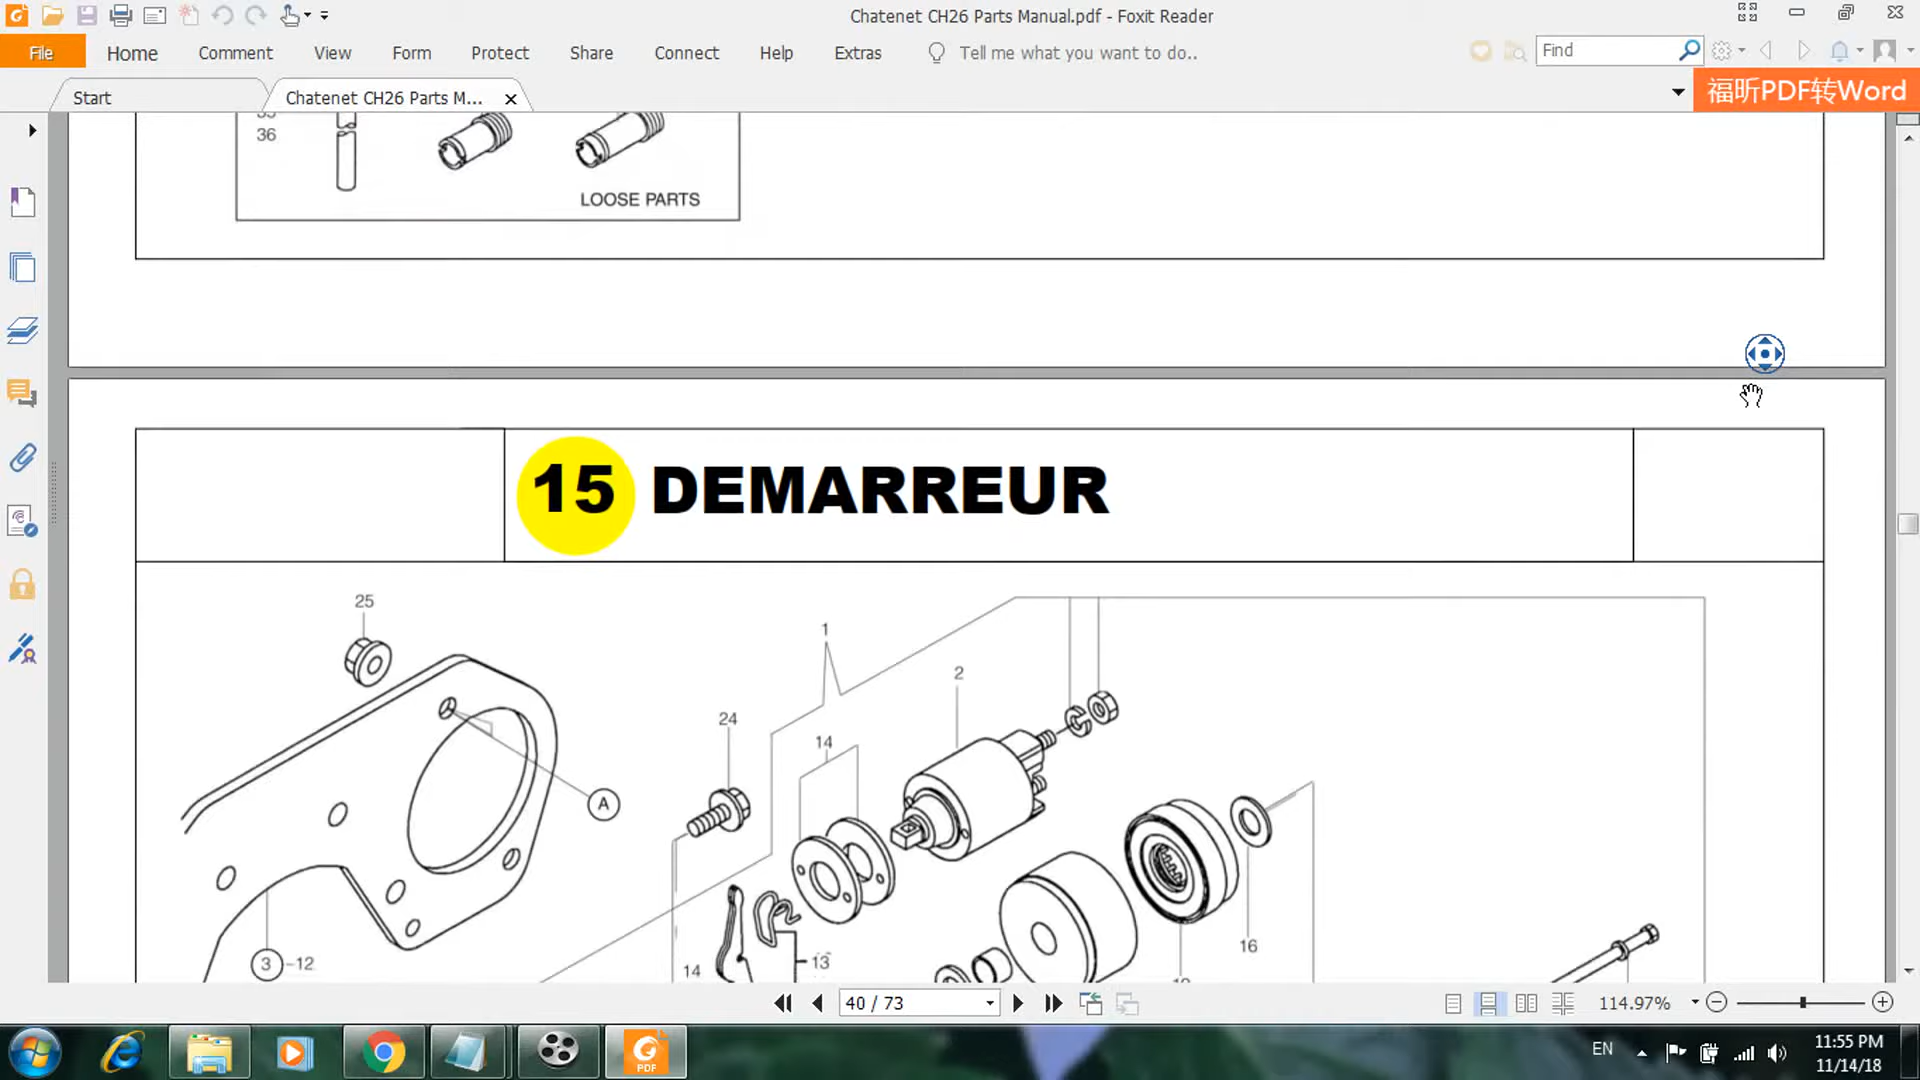 Chatenet CH26 Parts Manual.pdf - Foxit Reader
File Home Comment View Form Protect Share Connect Help Extras Tell me what you want to do.. Find
Start Chatenet CH26 Parts M... 福昕PDF转Word
36
LOOSE PARTS
15 DEMARREUR
25
1
2
24
14
A
16
3 -12
14
13
40 / 73
114.97%
EN
11:55 PM
11/14/18